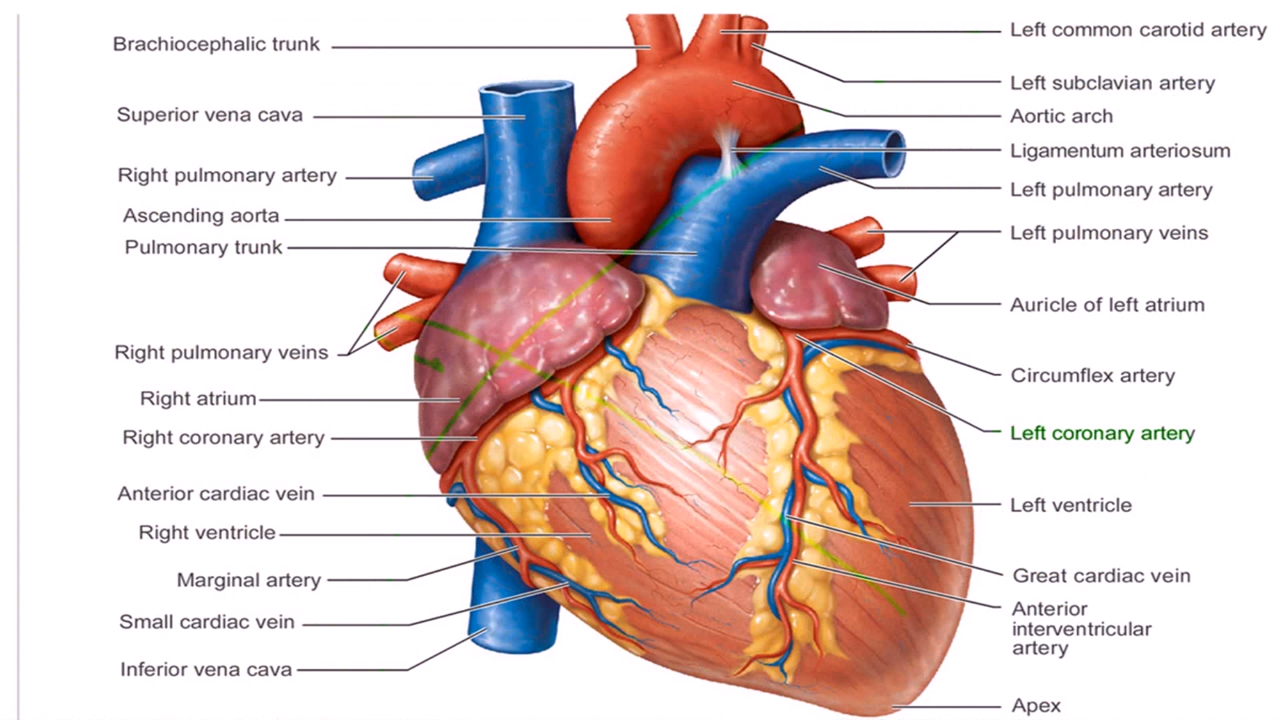 Brachiocephalic trunk
Superior vena cava
Right pulmonary artery
Ascending aorta
Pulmonary trunk
Right pulmonary veins
Right atrium
Right coronary artery
Anterior cardiac vein
Right ventricle
Marginal artery
Small cardiac vein
Inferior vena cava
Left common carotid artery
Left subclavian artery
Aortic arch
Ligamentum arteriosum
Left pulmonary artery
Left pulmonary veins
Auricle of left atrium
Circumflex artery
Left coronary artery
Left ventricle
Great cardiac vein
Anterior
interventricular
artery
Apex